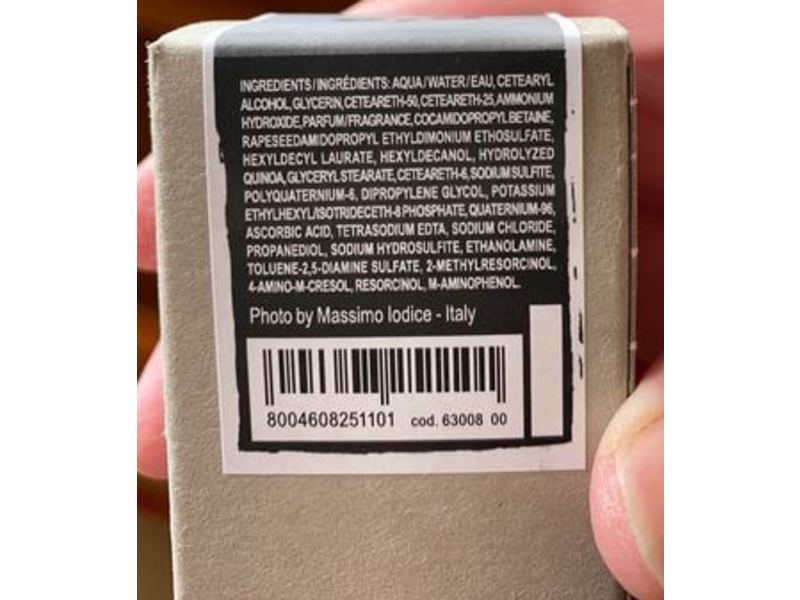 INGREDIENTS/INGRÉDIENTS: AQUA/WATER/EAU, CETEARYL
ALCOHOL, GLYCERIN, CETEARETH-50, CETEARETH-25, AMMONIUM
HYDROXIDE, PARFUM/FRAGRANCE, COCAMIDOPROPYL BETAINE,
RAPESEEDAMIDOPROPYL ETHYLDIMONIUM ETHOSULFATE,
HEXYLDECYL LAURATE, HEXYLDECANOL, HYDROLYZED
QUINOA, GLYCERYL STEARATE, CETEARETH-6, SODIUM SULFITE,
POLYQUATERNIUM-6, DIPROPYLENE GLYCOL, POTASSIUM
ETHYLHEXYL/ISOTRIDECETH-8 PHOSPHATE, QUATERNIUM-96,
ASCORBIC ACID, TETRASODIUM EDTA, SODIUM CHLORIDE,
PROPANEDIOL, SODIUM HYDROSULFITE, ETHANOLAMINE,
TOLUENE-2,5-DIAMINE SULFATE, 2-METHYLRESORCINOL,
4-AMINO-M-CRESOL, RESORCINOL, M-AMINOPHENOL.
Photo by Massimo Iodice - Italy
8004608251101 cod. 63008 00